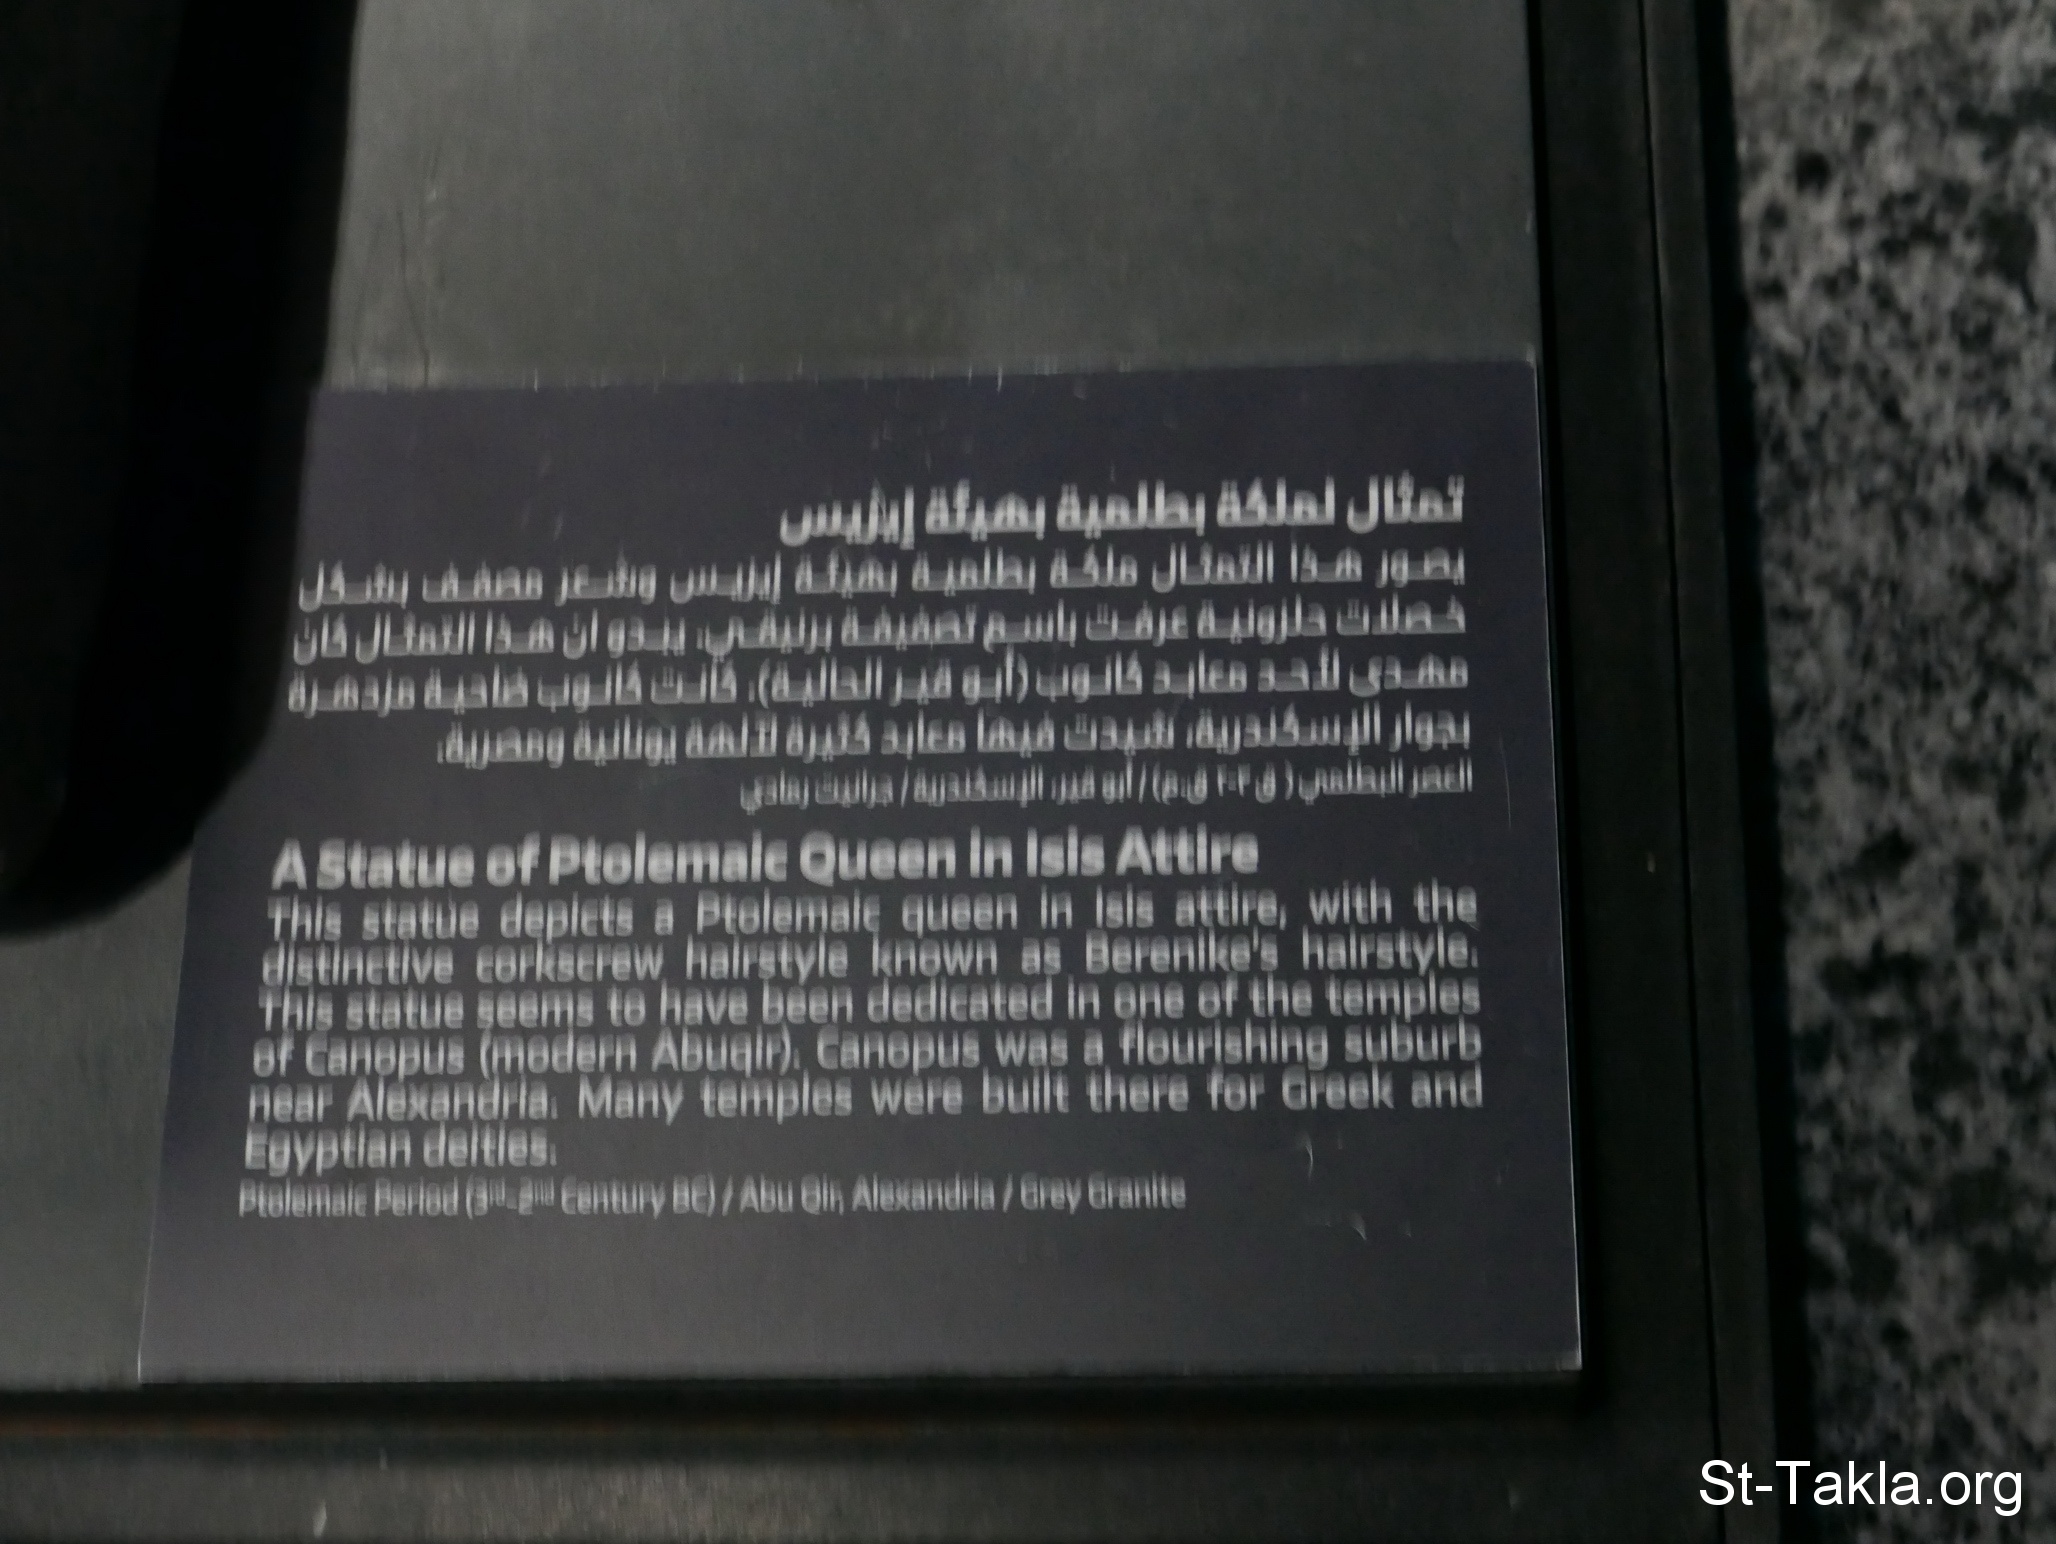 تمثال لملكة بطلمية بهيئة إيزيس
يصور هذا التمثال ملكة بطلمية بهيئة إيزيس وشعر مصفف بشكل
خصلات حلزونية عرفت باسم تصفيفة برنيقي. يبدو ان هذا التمثال كان
مهدى لأحد معابد كانوب (أبو قير الحالية). كانت كانوب ضاحية مزدهرة
بجوار الإسكندرية، شيدت فيها معابد كثيرة لآلهة يونانية ومصرية.
العصر البطلمي ( ق ٣-٢ ق.م) / أبو قير، الإسكندرية / جرانيت رمادي
A Statue of Ptolemaic Queen in Isis Attire
This statue depicts a Ptolemaic queen in Isis attire, with the
distinctive corkscrew hairstyle known as Berenike's hairstyle.
This statue seems to have been dedicated in one of the temples
of Canopus (modern Abuqir). Canopus was a flourishing suburb
near Alexandria. Many temples were built there for Greek and
Egyptian deities.
Ptolemaic Period (3rd-2nd Century BC) / Abu Qir, Alexandria / Grey Granite
St-Takla.org